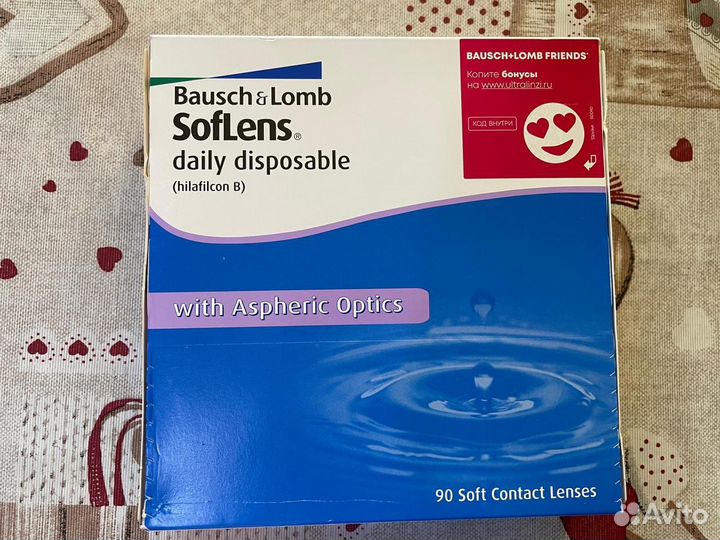 Bausch & Lomb
SofLens®
daily disposable
(hilafilcon B)
BAUSCH+LOMB FRIENDS*
Копите бонусы
на www.ultralinzi.ru
КОД ВНУТРИ
with Aspheric Optics
90 Soft Contact Lenses
Avito